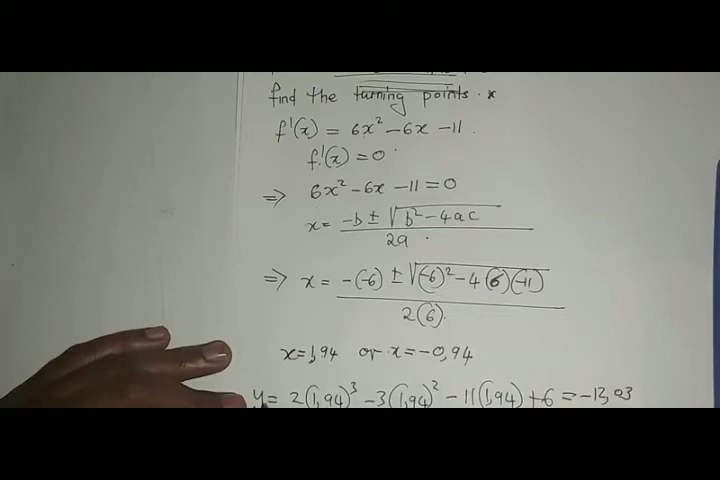 find the turning points. x
f'(x) = 6x² - 6x - 11.
f'(x) = 0
⇒ 6x² - 6x - 11 = 0
x = (-b ± √(b² - 4ac)) / 2a.
⇒ x = (-(-6) ± √((-6)² - 4(6)(-11))) / 2(6).
x = 1,94 or x = -0,94
y = 2(1,94)³ - 3(1,94)² - 11(1,94) + 6 = -12,03